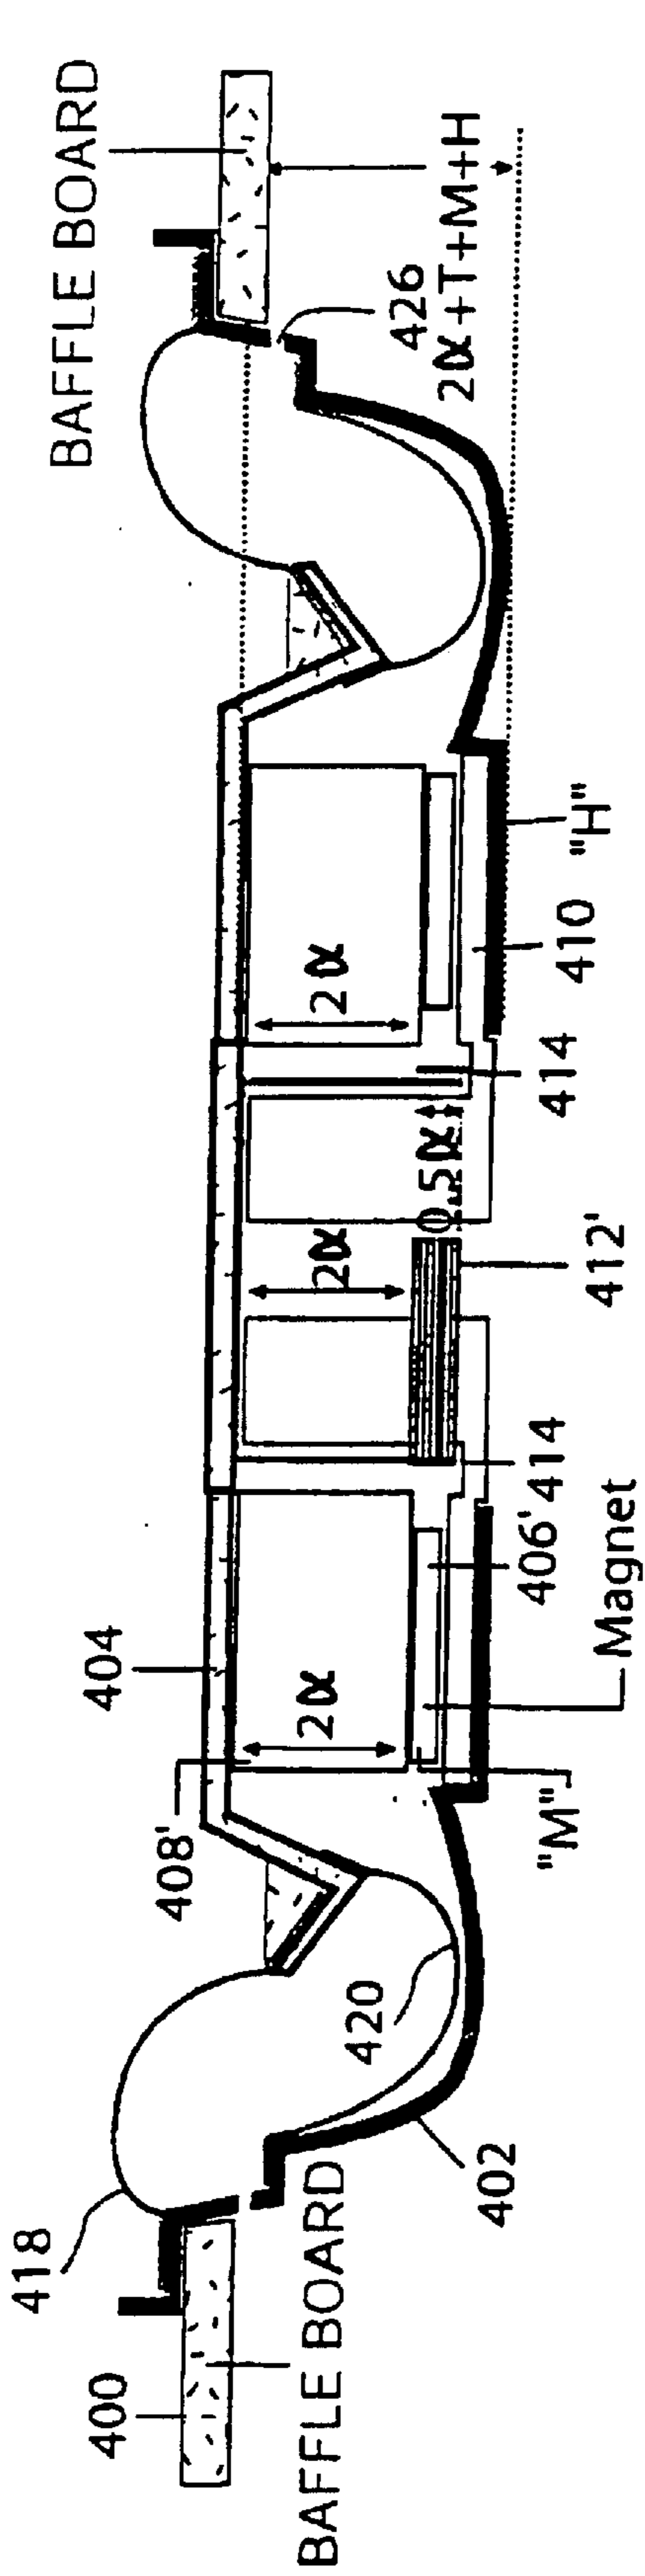 418
400
BAFFLE BOARD
402
420
408'
404
2α
"M"
Magnet
406'
414
412'
2α
0.5α
414
2α
410
"H"
BAFFLE BOARD
426
2α+T+M+H